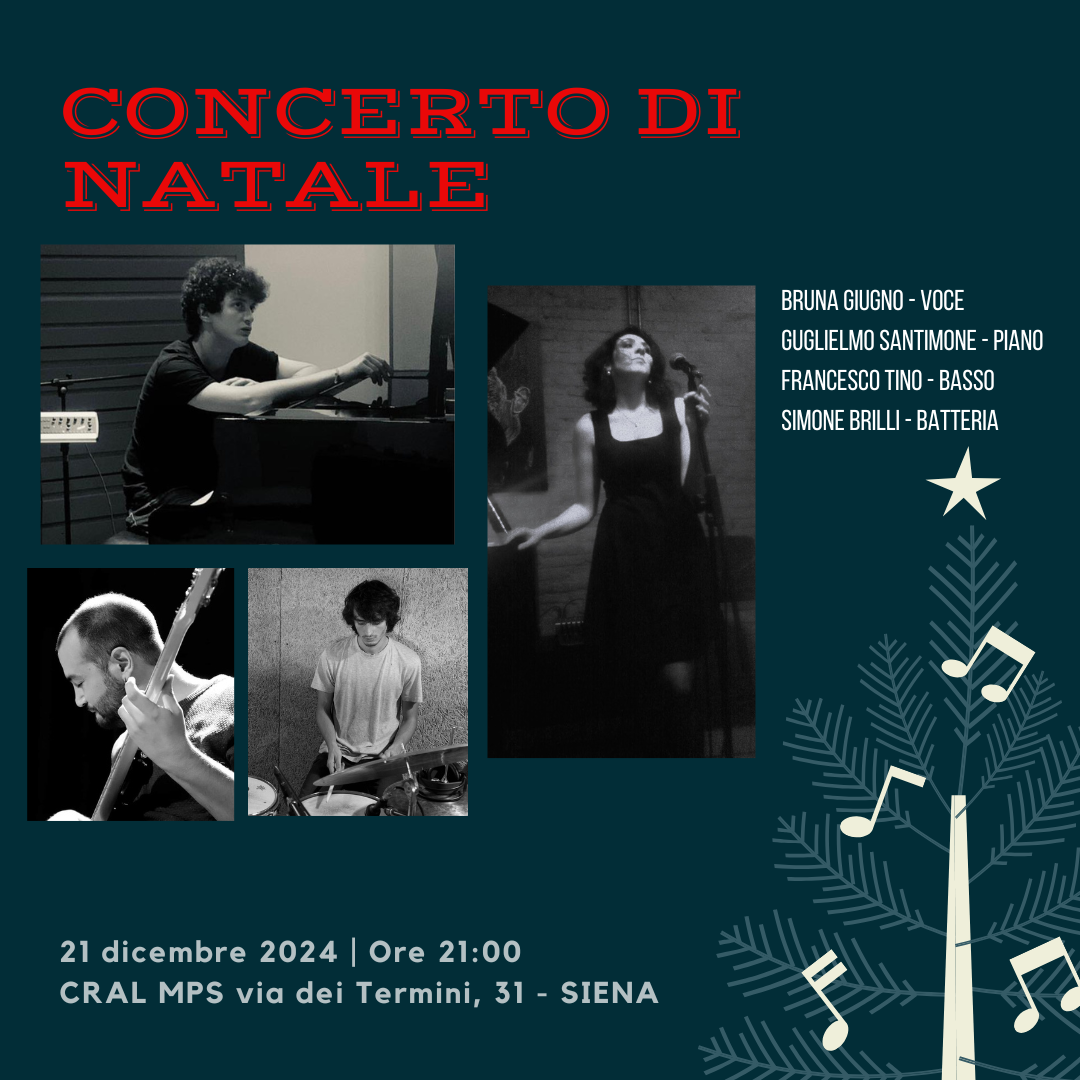 CONCERTO DI
NATALE
BRUNA GIUGNO - VOCE
GUGLIELMO SANTIMONE - PIANO
FRANCESCO TINO - BASSO
SIMONE BRILLI - BATTERIA
21 dicembre 2024 | Ore 21:00
CRAL MPS via dei Termini, 31 - SIENA